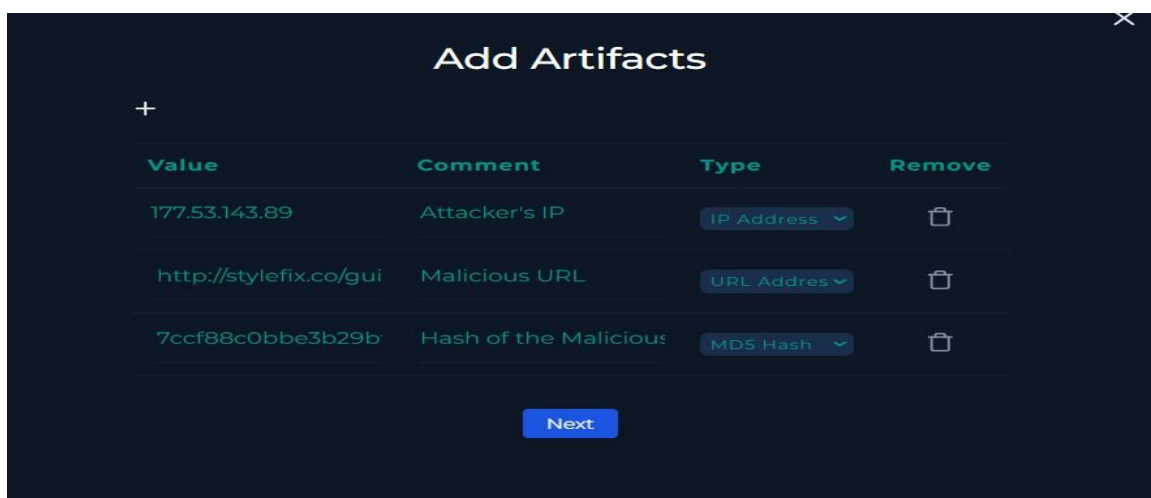 Add Artifacts
+
Value Comment Type Remove
177.53.143.89 Attacker's IP IP Address
http://stylefix.co/gui Malicious URL URL Addres
7ccf88c0bbe3b29b Hash of the Malicious MD5 Hash
Next